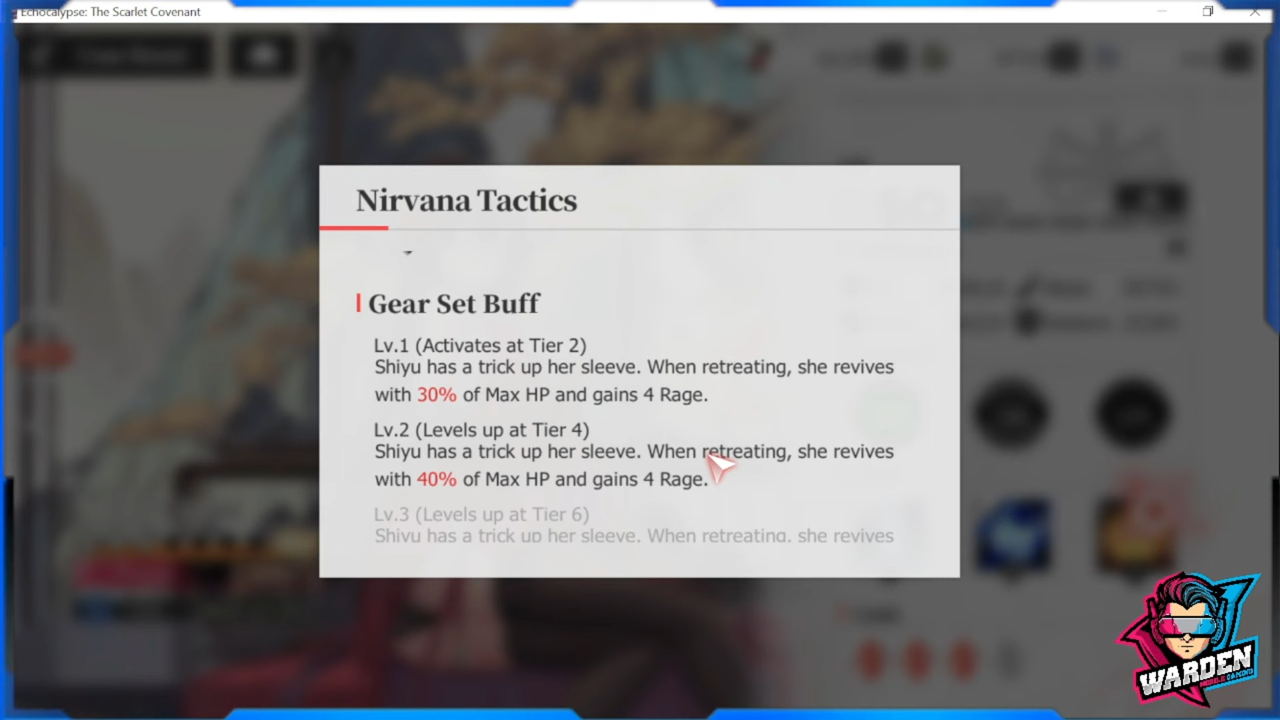 Echocalypse: The Scarlet Covenant
Nirvana Tactics
Gear Set Buff
Lv.1 (Activates at Tier 2)
Shiyu has a trick up her sleeve. When retreating, she revives
with 30% of Max HP and gains 4 Rage.
Lv.2 (Levels up at Tier 4)
Shiyu has a trick up her sleeve. When retreating, she revives
with 40% of Max HP and gains 4 Rage.
Lv.3 (Levels up at Tier 6)
Shiyu has a trick up her sleeve. When retreating, she revives
WARDEN
MOBILE GAMING